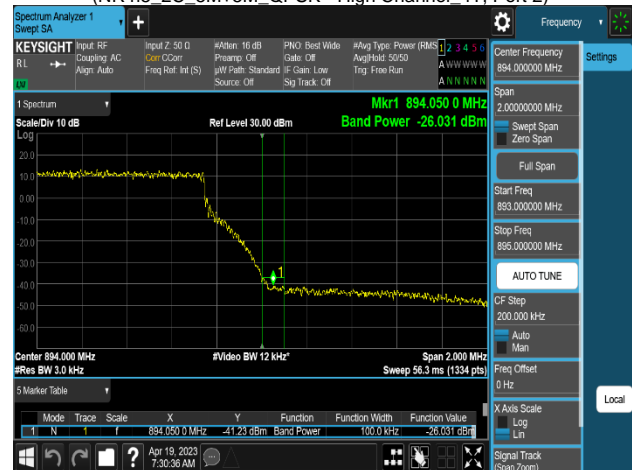 Spectrum Analyzer 1
Swept SA
Frequency
KEYSIGHT
RL
Input: RF
Coupling: AC
Align: Auto
Input Z: 50 Ω
Corr CCorr
Freq Ref: Int (S)
#Atten: 16 dB
Preamp: Off
µW Path: Standard
Source: Off
PNO: Best Wide
Gate: Off
IF Gain: Low
Sig Track: Off
#Avg Type: Power (RMS
Avg|Hold: 50/50
Trig: Free Run
1 2 3 4 5 6
A W W W W W
A N N N N N
LXI
1 Spectrum
Scale/Div 10 dB
Log
Ref Level 30.00 dBm
Mkr1 894.050 0 MHz
Band Power -26.031 dBm
20.0
10.0
0.00
-10.0
-20.0
-30.0
-40.0
-50.0
-60.0
1
Center 894.000 MHz
#Res BW 3.0 kHz
#Video BW 12 kHz*
Span 2.000 MHz
Sweep 56.3 ms (1334 pts)
5 Marker Table
Mode Trace Scale X Y Function Function Width Function Value
1 N 1 f 894.050 0 MHz -41.23 dBm Band Power 100.0 kHz -26.031 dBm
Apr 19, 2023
7:30:36 AM
Center Frequency
894.000000 MHz
Settings
Span
2.00000000 MHz
Swept Span
Zero Span
Full Span
Start Freq
893.000000 MHz
Stop Freq
895.000000 MHz
AUTO TUNE
CF Step
200.000 kHz
Auto
Man
Freq Offset
0 Hz
Local
X Axis Scale
Log
Lin
Signal Track
(Span Zoom)